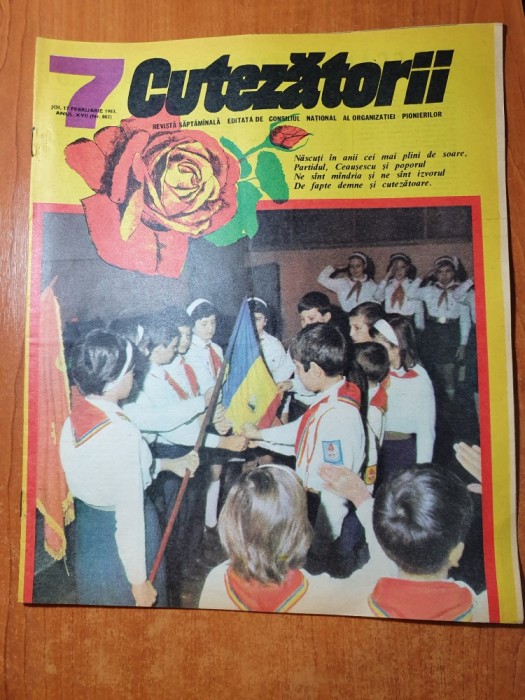 7
Cutezătorii
JOI, 17 FEBRUARIE 1983,
ANUL XVII (Nr. 802)
REVISTĂ SĂPTĂMÎNALĂ EDITATĂ DE CONSILIUL NAȚIONAL AL ORGANIZAȚIEI PIONIERILOR
Născuți în anii cei mai plini de soare,
Partidul, Ceaușescu și poporul
Ne sînt mîndria și ne sînt izvorul
De fapte demne și cutezătoare.